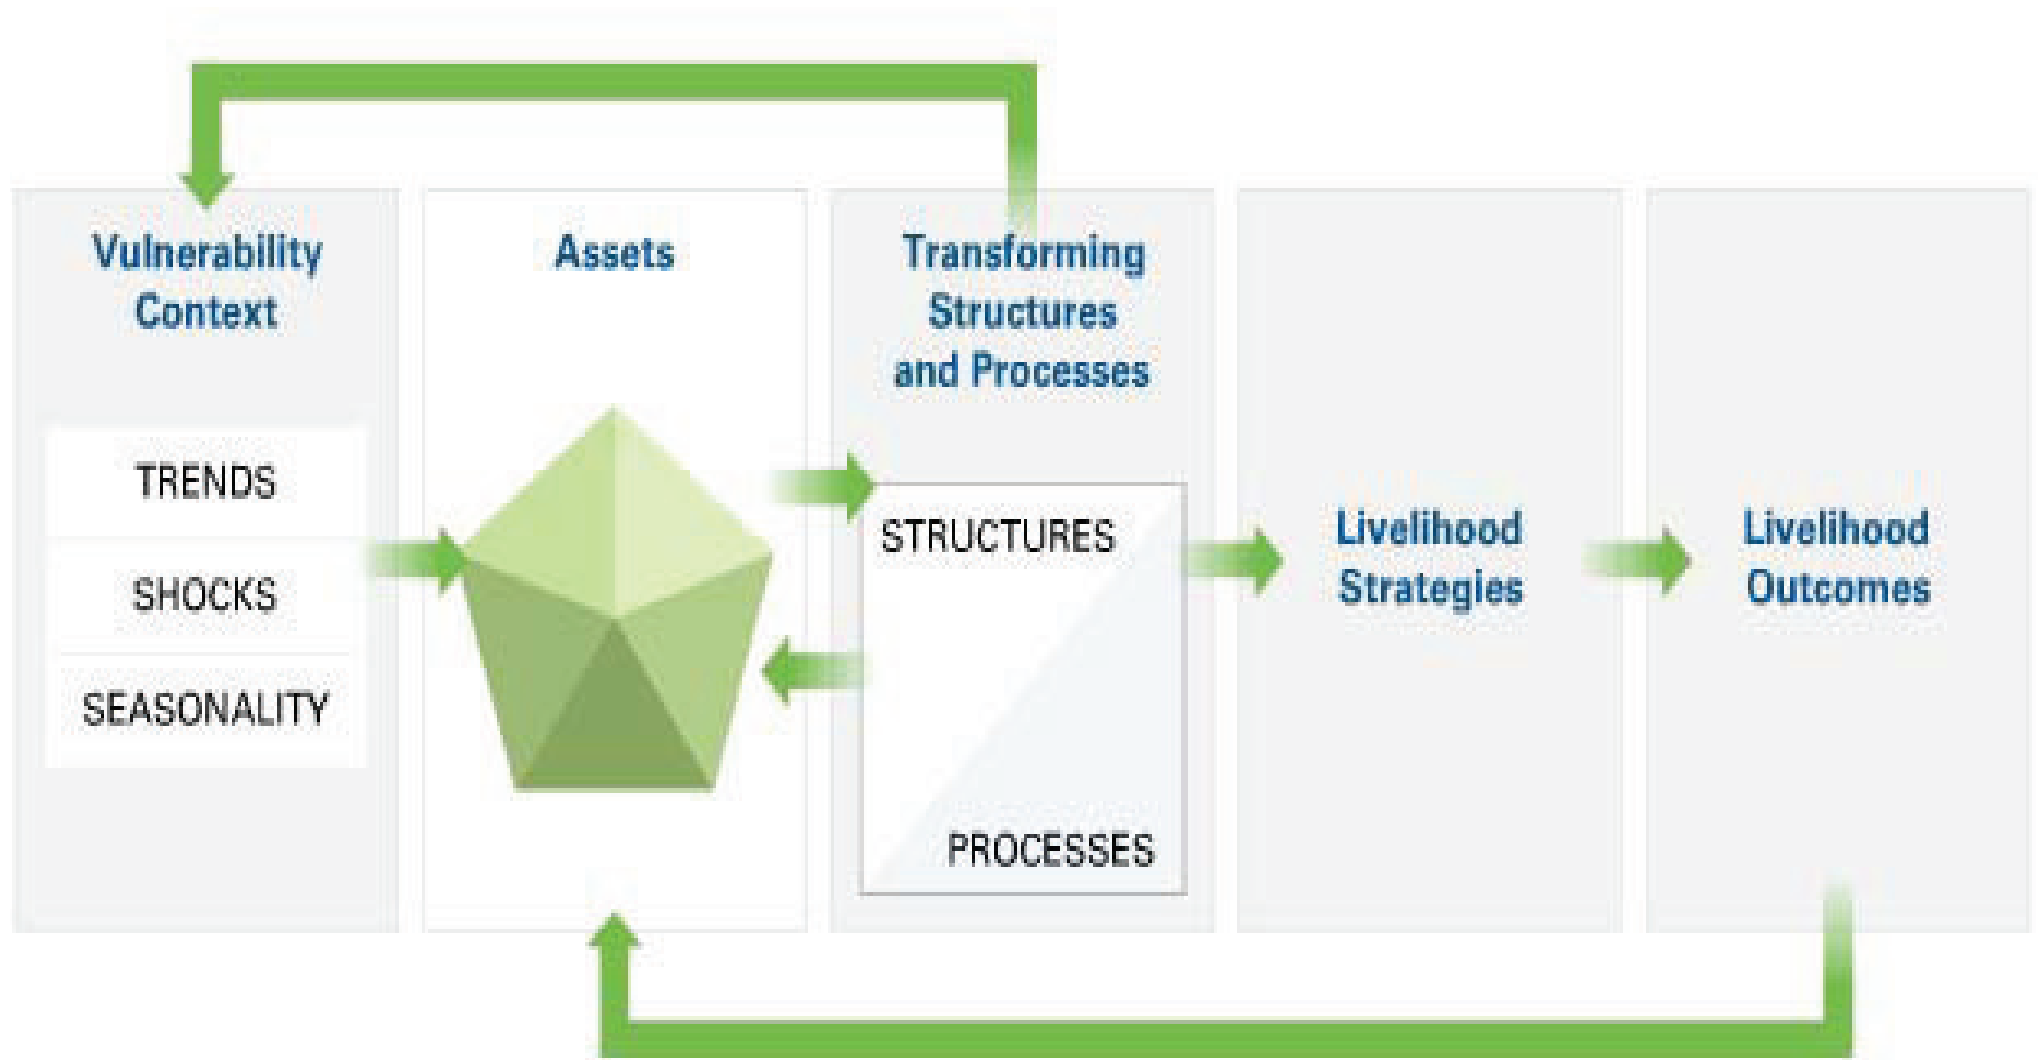 Vulnerability
Context
TRENDS
SHOCKS
SEASONALITY
Assets
Transforming
Structures
and Processes
STRUCTURES
PROCESSES
Livelihood
Strategies
Livelihood
Outcomes